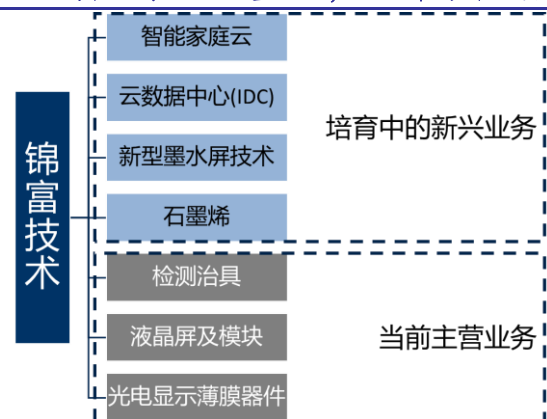 锦富技术
智能家庭云
云数据中心(IDC)
新型墨水屏技术
石墨烯
培育中的新兴业务
检测治具
液晶屏及模块
光电显示薄膜器件
当前主营业务